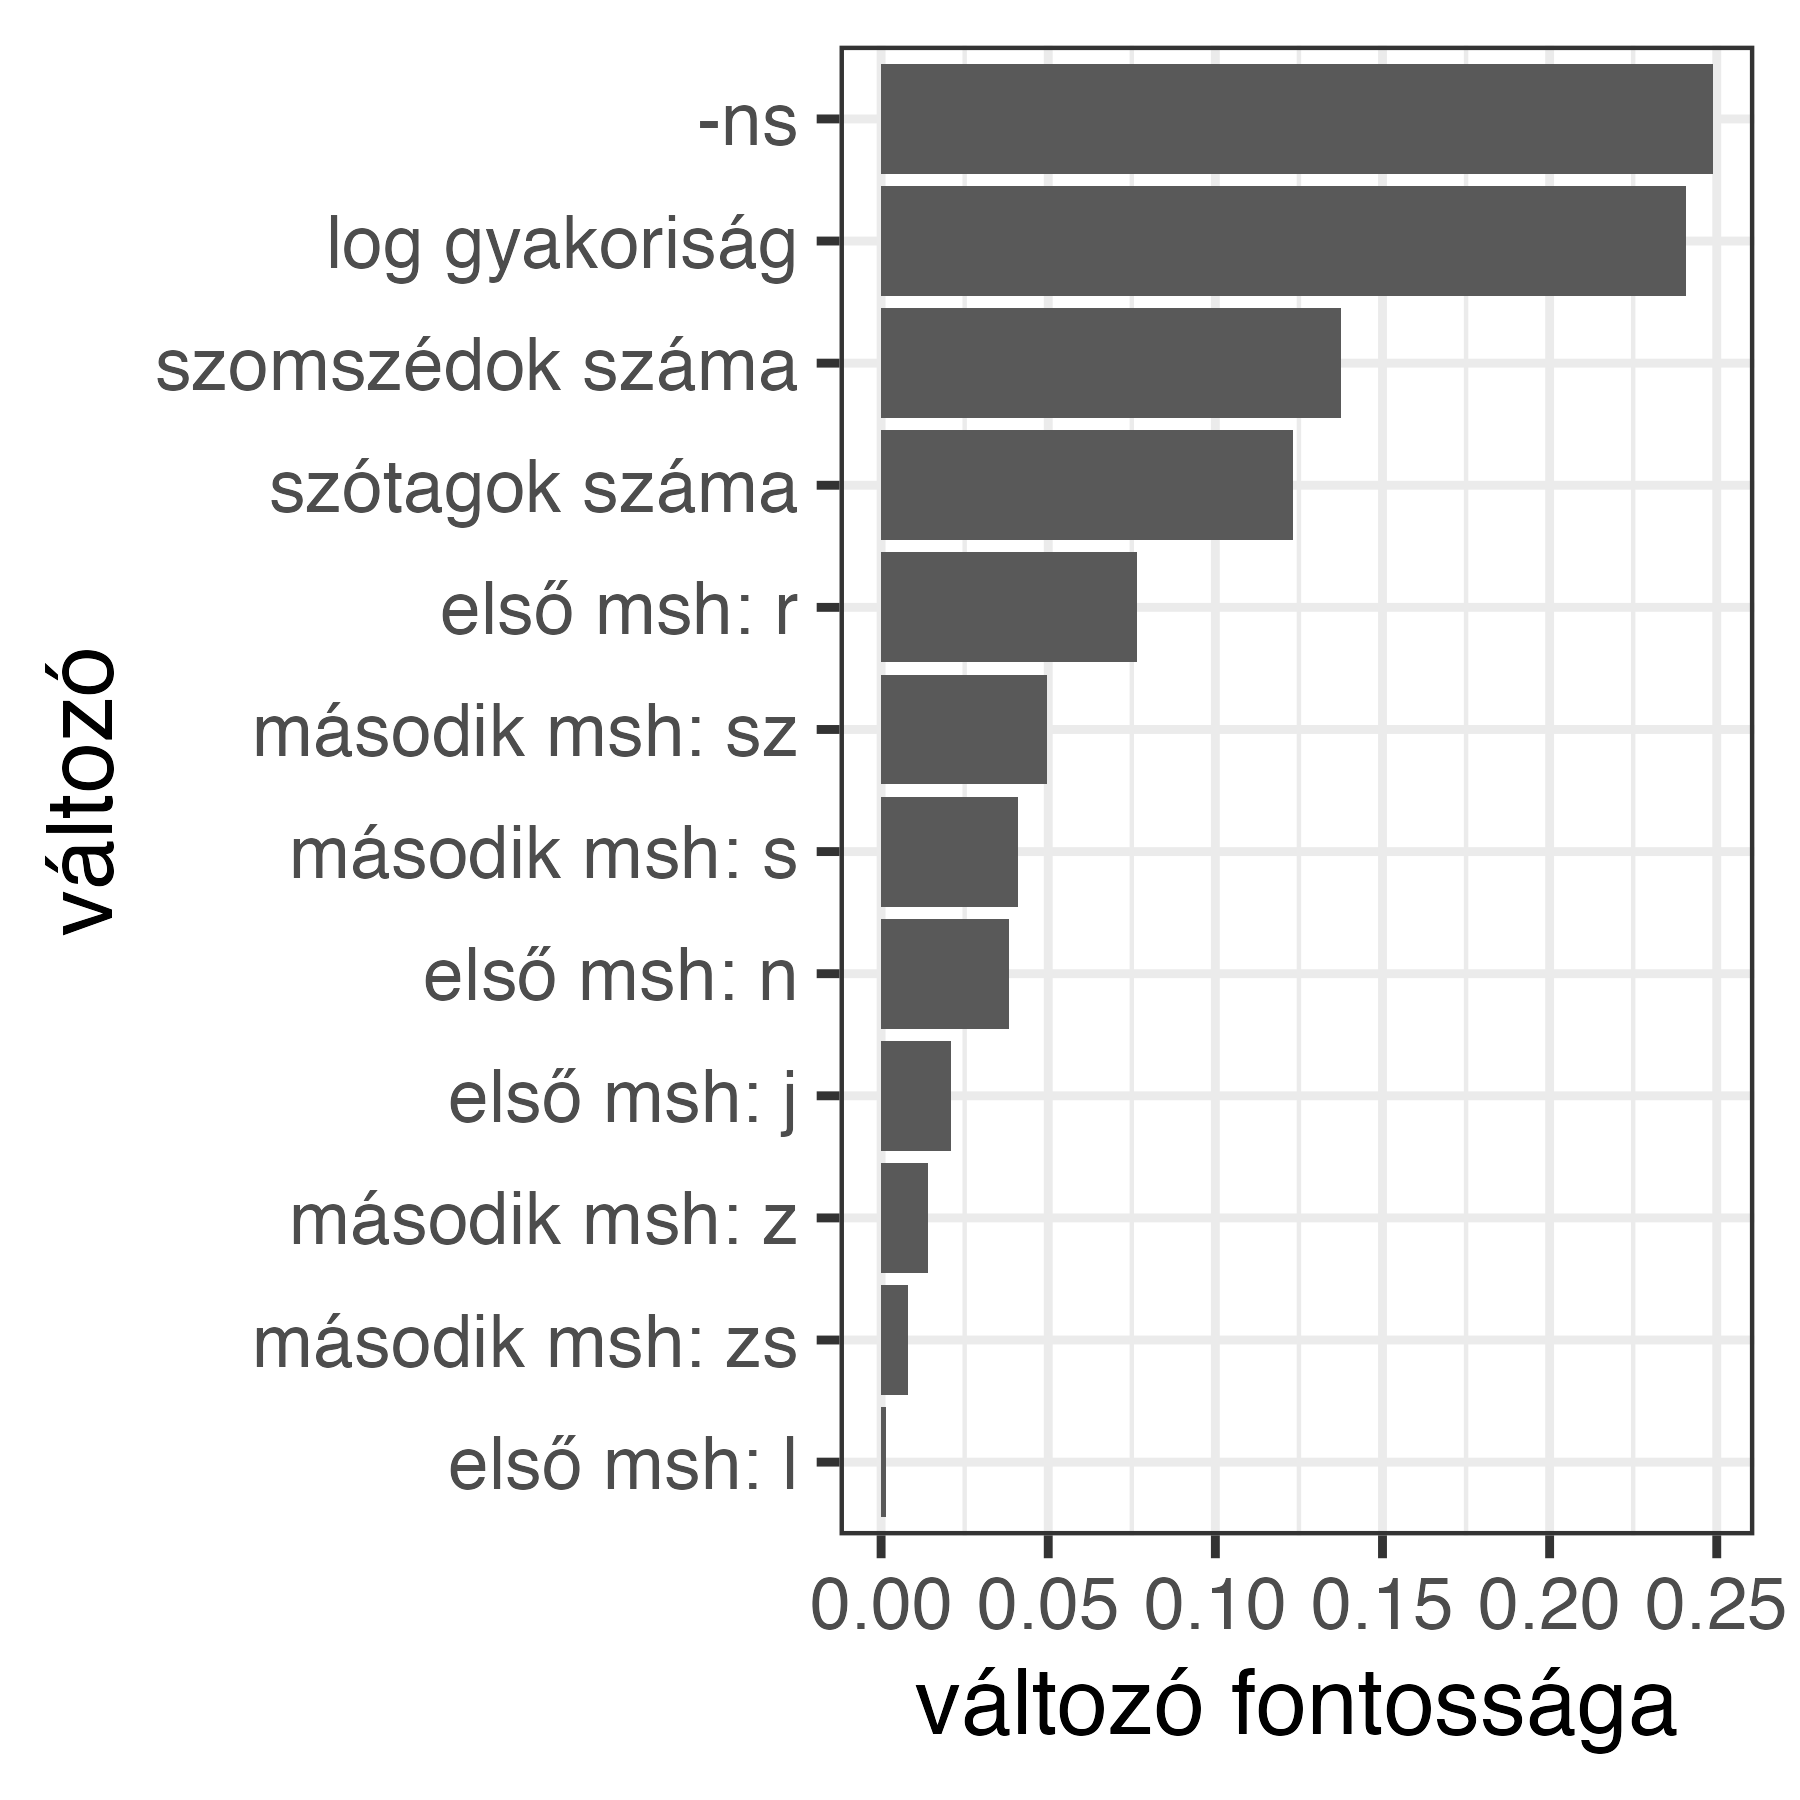 -ns
log gyakoriság
szomszédok száma
szótagok száma
első msh: r
második msh: sz
második msh: s
első msh: n
első msh: j
második msh: z
második msh: zs
első msh: l
változó
0.00 0.05 0.10 0.15 0.20 0.25
változó fontossága